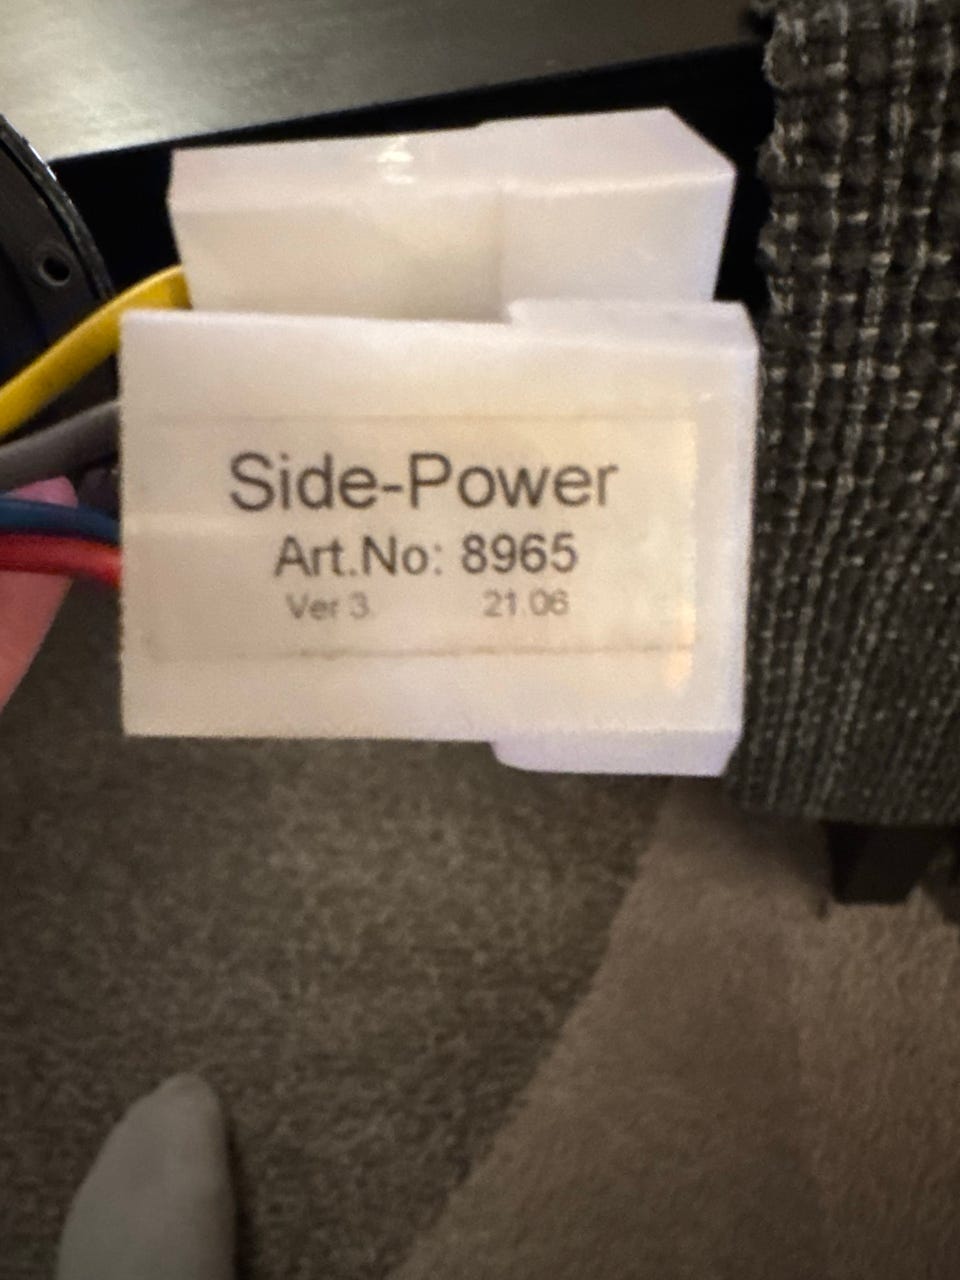 Side-Power
Art.No: 8965
Ver 3 21.06